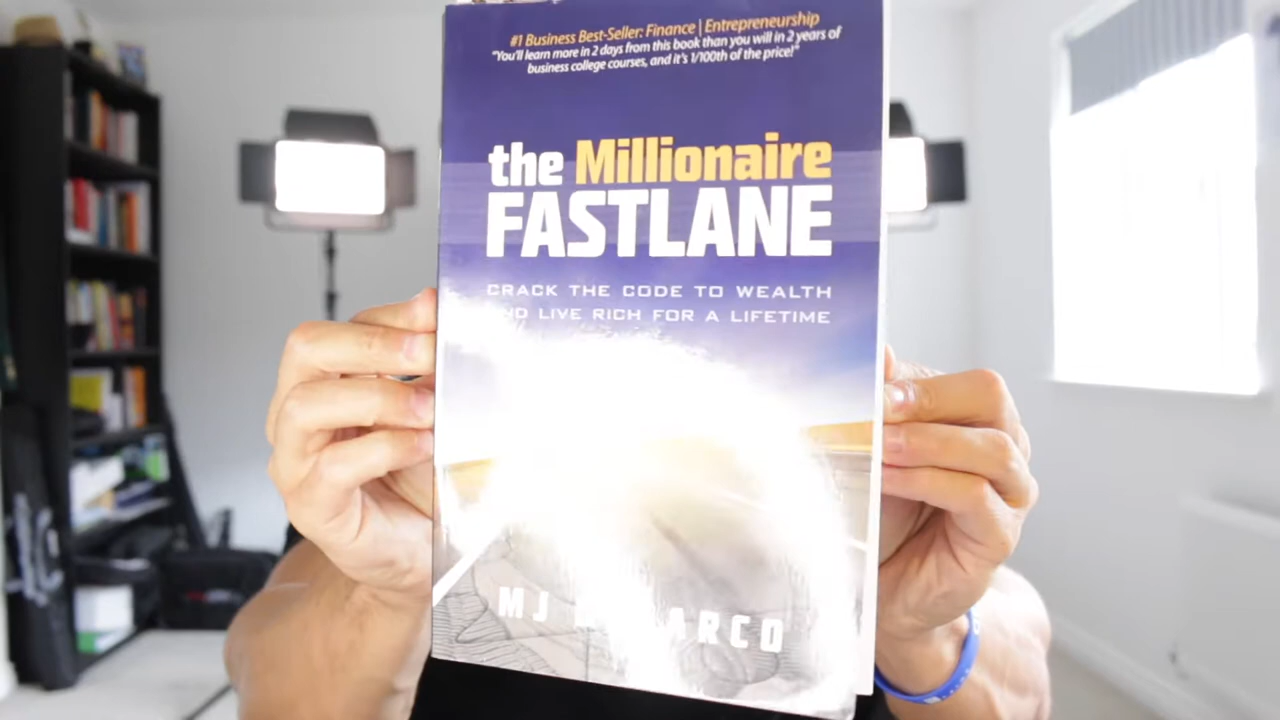 #1 Business Best-Seller: Finance | Entrepreneurship
"You'll learn more in 2 days from this book than you will in 2 years of
business college courses, and it's 1/100th of the price!"
the Millionaire
FASTLANE
CRACK THE CODE TO WEALTH
AND LIVE RICH FOR A LIFETIME
MJ DEMARCO